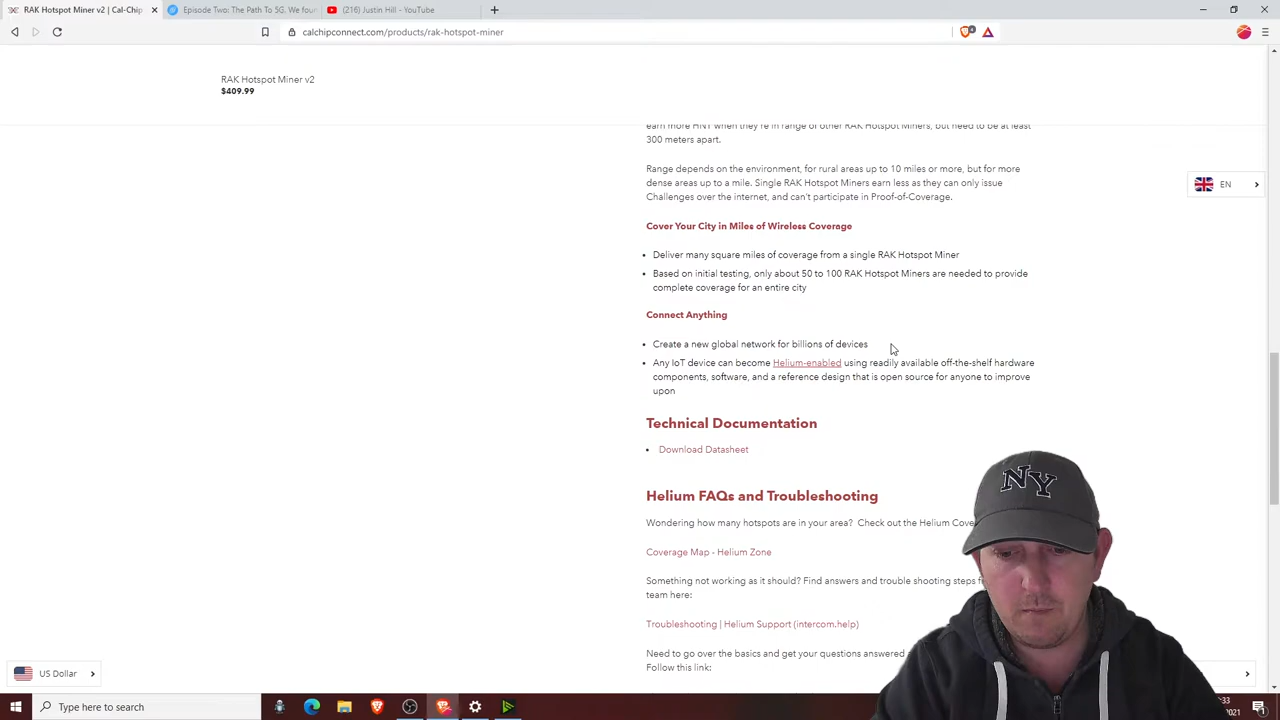 RAK Hotspot Miner v2 | Cal-Chip
Episode Two: The Path To 5G, We four
(216) Justin Hill - YouTube
calchipconnect.com/products/rak-hotspot-miner
RAK Hotspot Miner v2
$409.99
earn more HNT when they're in range of other RAK Hotspot Miners, but need to be at least
300 meters apart.
Range depends on the environment, for rural areas up to 10 miles or more, but for more
dense areas up to a mile. Single RAK Hotspot Miners earn less as they can only issue
Challenges over the internet, and can't participate in Proof-of-Coverage.
EN
Cover Your City in Miles of Wireless Coverage
Deliver many square miles of coverage from a single RAK Hotspot Miner
Based on initial testing, only about 50 to 100 RAK Hotspot Miners are needed to provide
complete coverage for an entire city
Connect Anything
Create a new global network for billions of devices
Any IoT device can become Helium-enabled using readily available off-the-shelf hardware
components, software, and a reference design that is open source for anyone to improve
upon
Technical Documentation
Download Datasheet
Helium FAQs and Troubleshooting
Wondering how many hotspots are in your area? Check out the Helium
Coverage Map - Helium Zone
Something not working as it should? Find answers and trouble shooting steps
team here:
Troubleshooting | Helium Support (intercom.help)
Need to go over the basics and get your questions answered
Follow this link:
US Dollar
Type here to search
NY